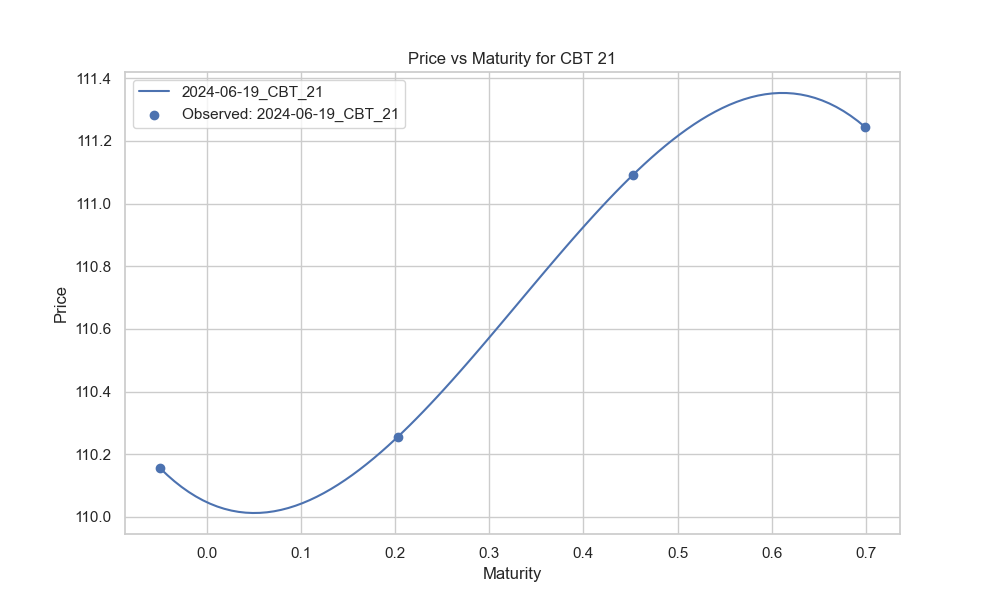 Price vs Maturity for CBT 21
2024-06-19_CBT_21
Observed: 2024-06-19_CBT_21
Price
111.4
111.2
111.0
110.8
110.6
110.4
110.2
110.0
0.0 0.1 0.2 0.3 0.4 0.5 0.6 0.7
Maturity